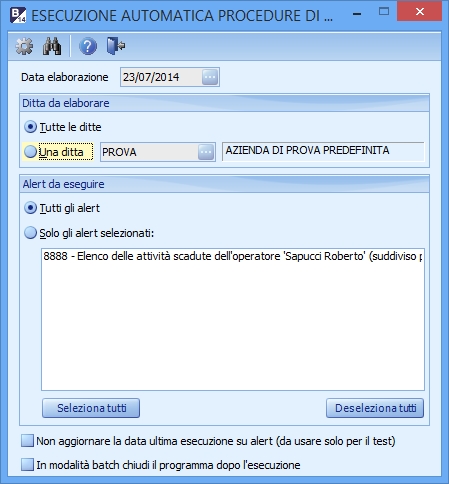 B 14 ESECUZIONE AUTOMATICA PROCEDURE DI ...
Data elaborazione 23/07/2014 ...
Ditta da elaborare
Tutte le ditte
Una ditta PROVA ... AZIENDA DI PROVA PREDEFINITA
Alert da eseguire
Tutti gli alert
Solo gli alert selezionati:
8888 - Elenco delle attività scadute dell'operatore 'Sapucci Roberto' (suddiviso p
Seleziona tutti Deseleziona tutti
Non aggiornare la data ultima esecuzione su alert (da usare solo per il test)
In modalità batch chiudi il programma dopo l'esecuzione